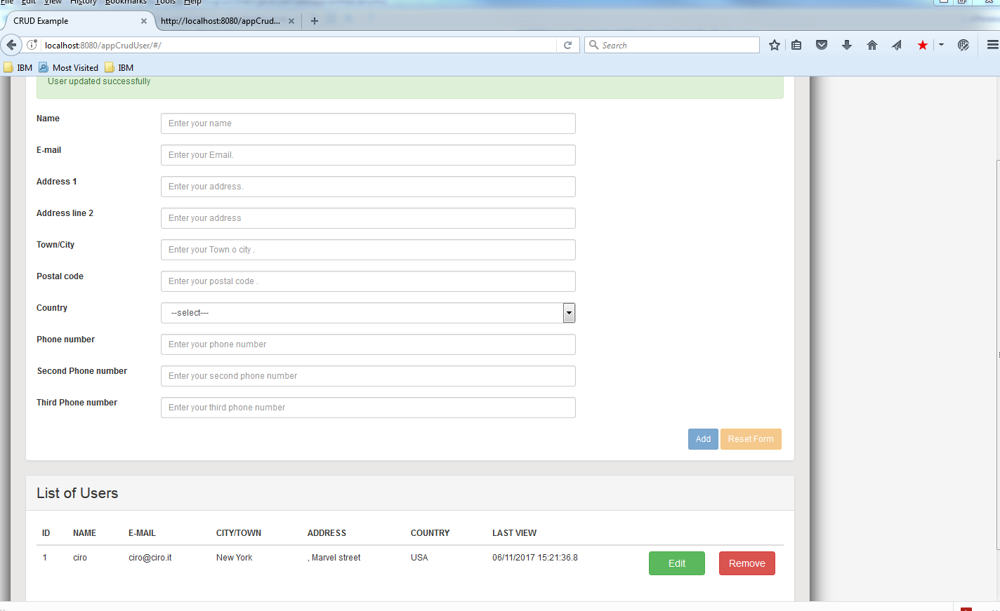 File Edit View History Bookmarks Tools Help
CRUD Example
http://localhost:8080/appCrud...
localhost:8080/appCrudUser/#/
Search
IBM Most Visited IBM
User updated successfully
Name Enter your name
E-mail Enter your Email.
Address 1 Enter your address.
Address line 2 Enter your address
Town/City Enter your Town o city .
Postal code Enter your postal code .
Country --select---
Phone number Enter your phone number
Second Phone number Enter your second phone number
Third Phone number Enter your third phone number
Add Reset Form
List of Users
ID NAME E-MAIL CITY/TOWN ADDRESS COUNTRY LAST VIEW
1 ciro ciro@ciro.it New York , Marvel street USA 06/11/2017 15:21:36.8 Edit Remove